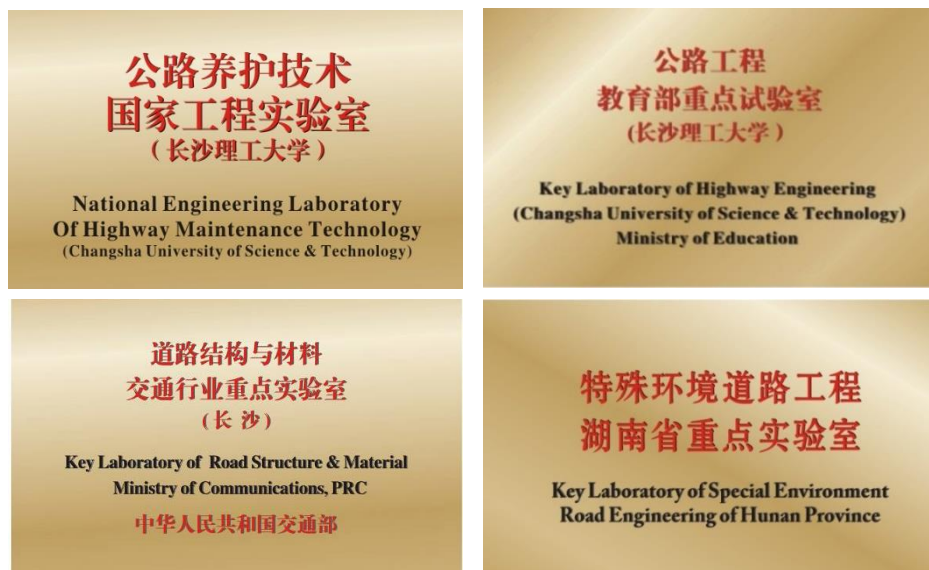 公路养护技术
国家工程实验室
(长沙理工大学)
National Engineering Laboratory
Of Highway Maintenance Technology
(Changsha University of Science & Technology)
公路工程
教育部重点试验室
(长沙理工大学)
Key Laboratory of Highway Engineering
(Changsha University of Science & Technology)
Ministry of Education
道路结构与材料
交通行业重点实验室
(长沙)
Key Laboratory of Road Structure & Material
Ministry of Communications, PRC
中华人民共和国交通部
特殊环境道路工程
湖南省重点实验室
Key Laboratory of Special Environment
Road Engineering of Hunan Province